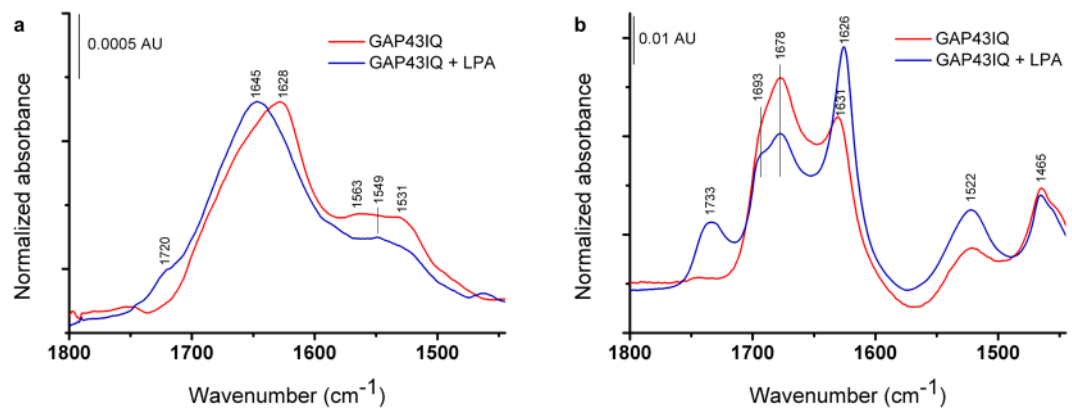 a
0.0005 AU
GAP43IQ
GAP43IQ + LPA
1720
1645
1628
1563
1549
1531
Normalized absorbance
1800
1700
1600
1500
Wavenumber (cm⁻¹)
b
0.01 AU
GAP43IQ
GAP43IQ + LPA
1733
1693
1678
1631
1626
1522
1465
Normalized absorbance
1800
1700
1600
1500
Wavenumber (cm⁻¹)